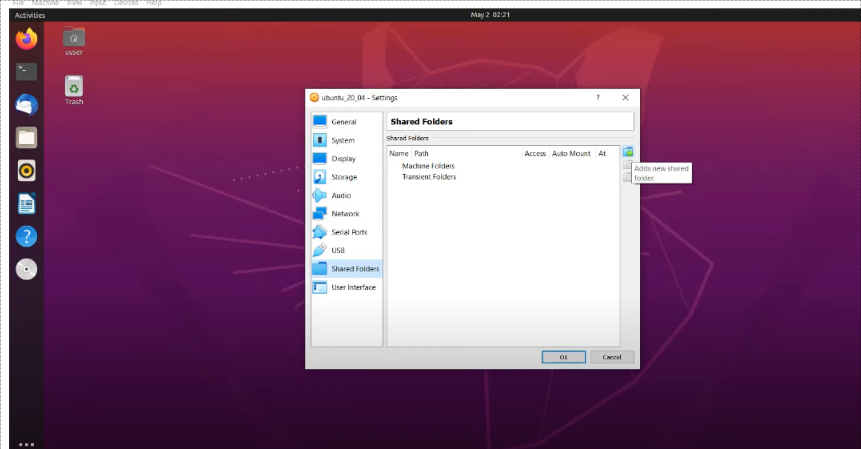 File Machine View Input Devices Help
Activities
May 2 02:21
user
Trash
ubuntu_20_04 - Settings
? X
General
System
Display
Storage
Audio
Network
Serial Ports
USB
Shared Folders
User Interface
Shared Folders
Shared Folders
Name Path Access Auto Mount At
Machine Folders
Transient Folders
Adds new shared
folder.
OK Cancel